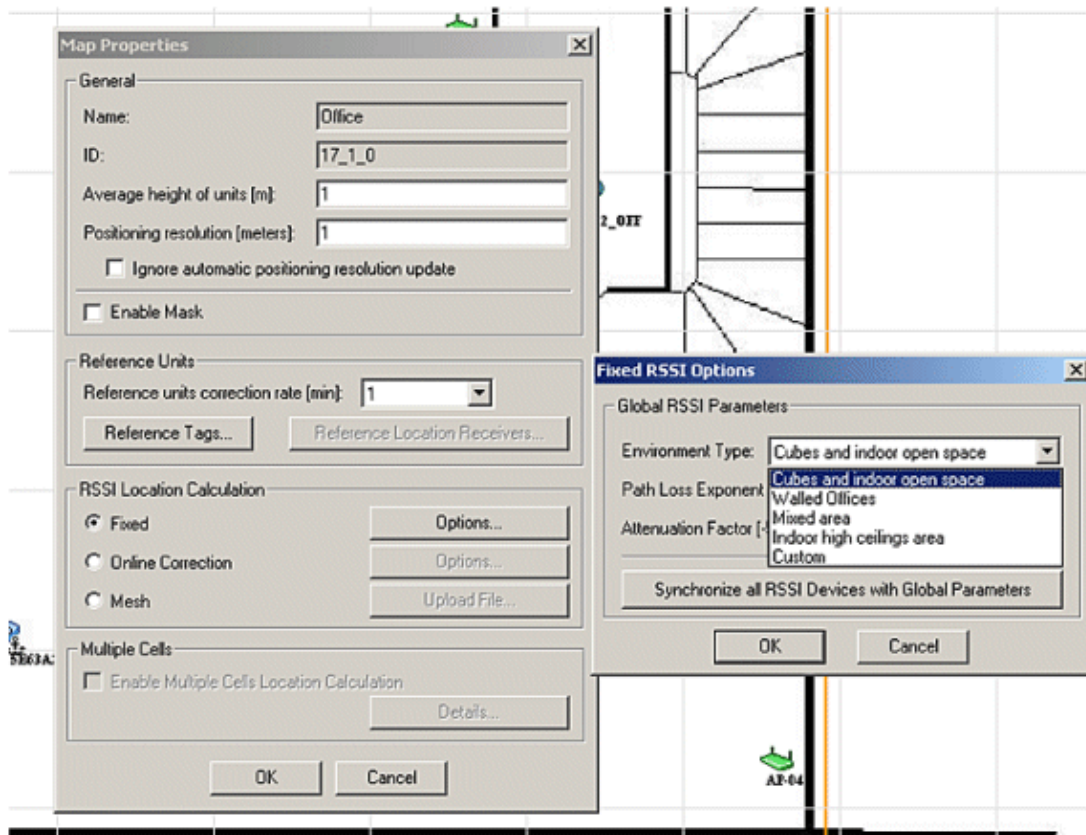 Map Properties
General
Name: Office
ID: 17_1_0
Average height of units [m]: 1
Positioning resolution [meters]: 1
Ignore automatic positioning resolution update
Enable Mask
Reference Units
Reference units correction rate [min]: 1
Reference Tags... Reference Location Receivers...
RSSI Location Calculation
Fixed Options...
Online Correction Options...
Mesh Upload File...
Multiple Cells
Enable Multiple Cells Location Calculation
Details...
OK Cancel
2_OFF
Fixed RSSI Options
Global RSSI Parameters
Environment Type: Cubes and indoor open space
Cubes and indoor open space
Walled Offices
Mixed area
Indoor high ceilings area
Custom
Path Loss Exponent
Attenuation Factor [-
Synchronize all RSSI Devices with Global Parameters
OK Cancel
AP-04